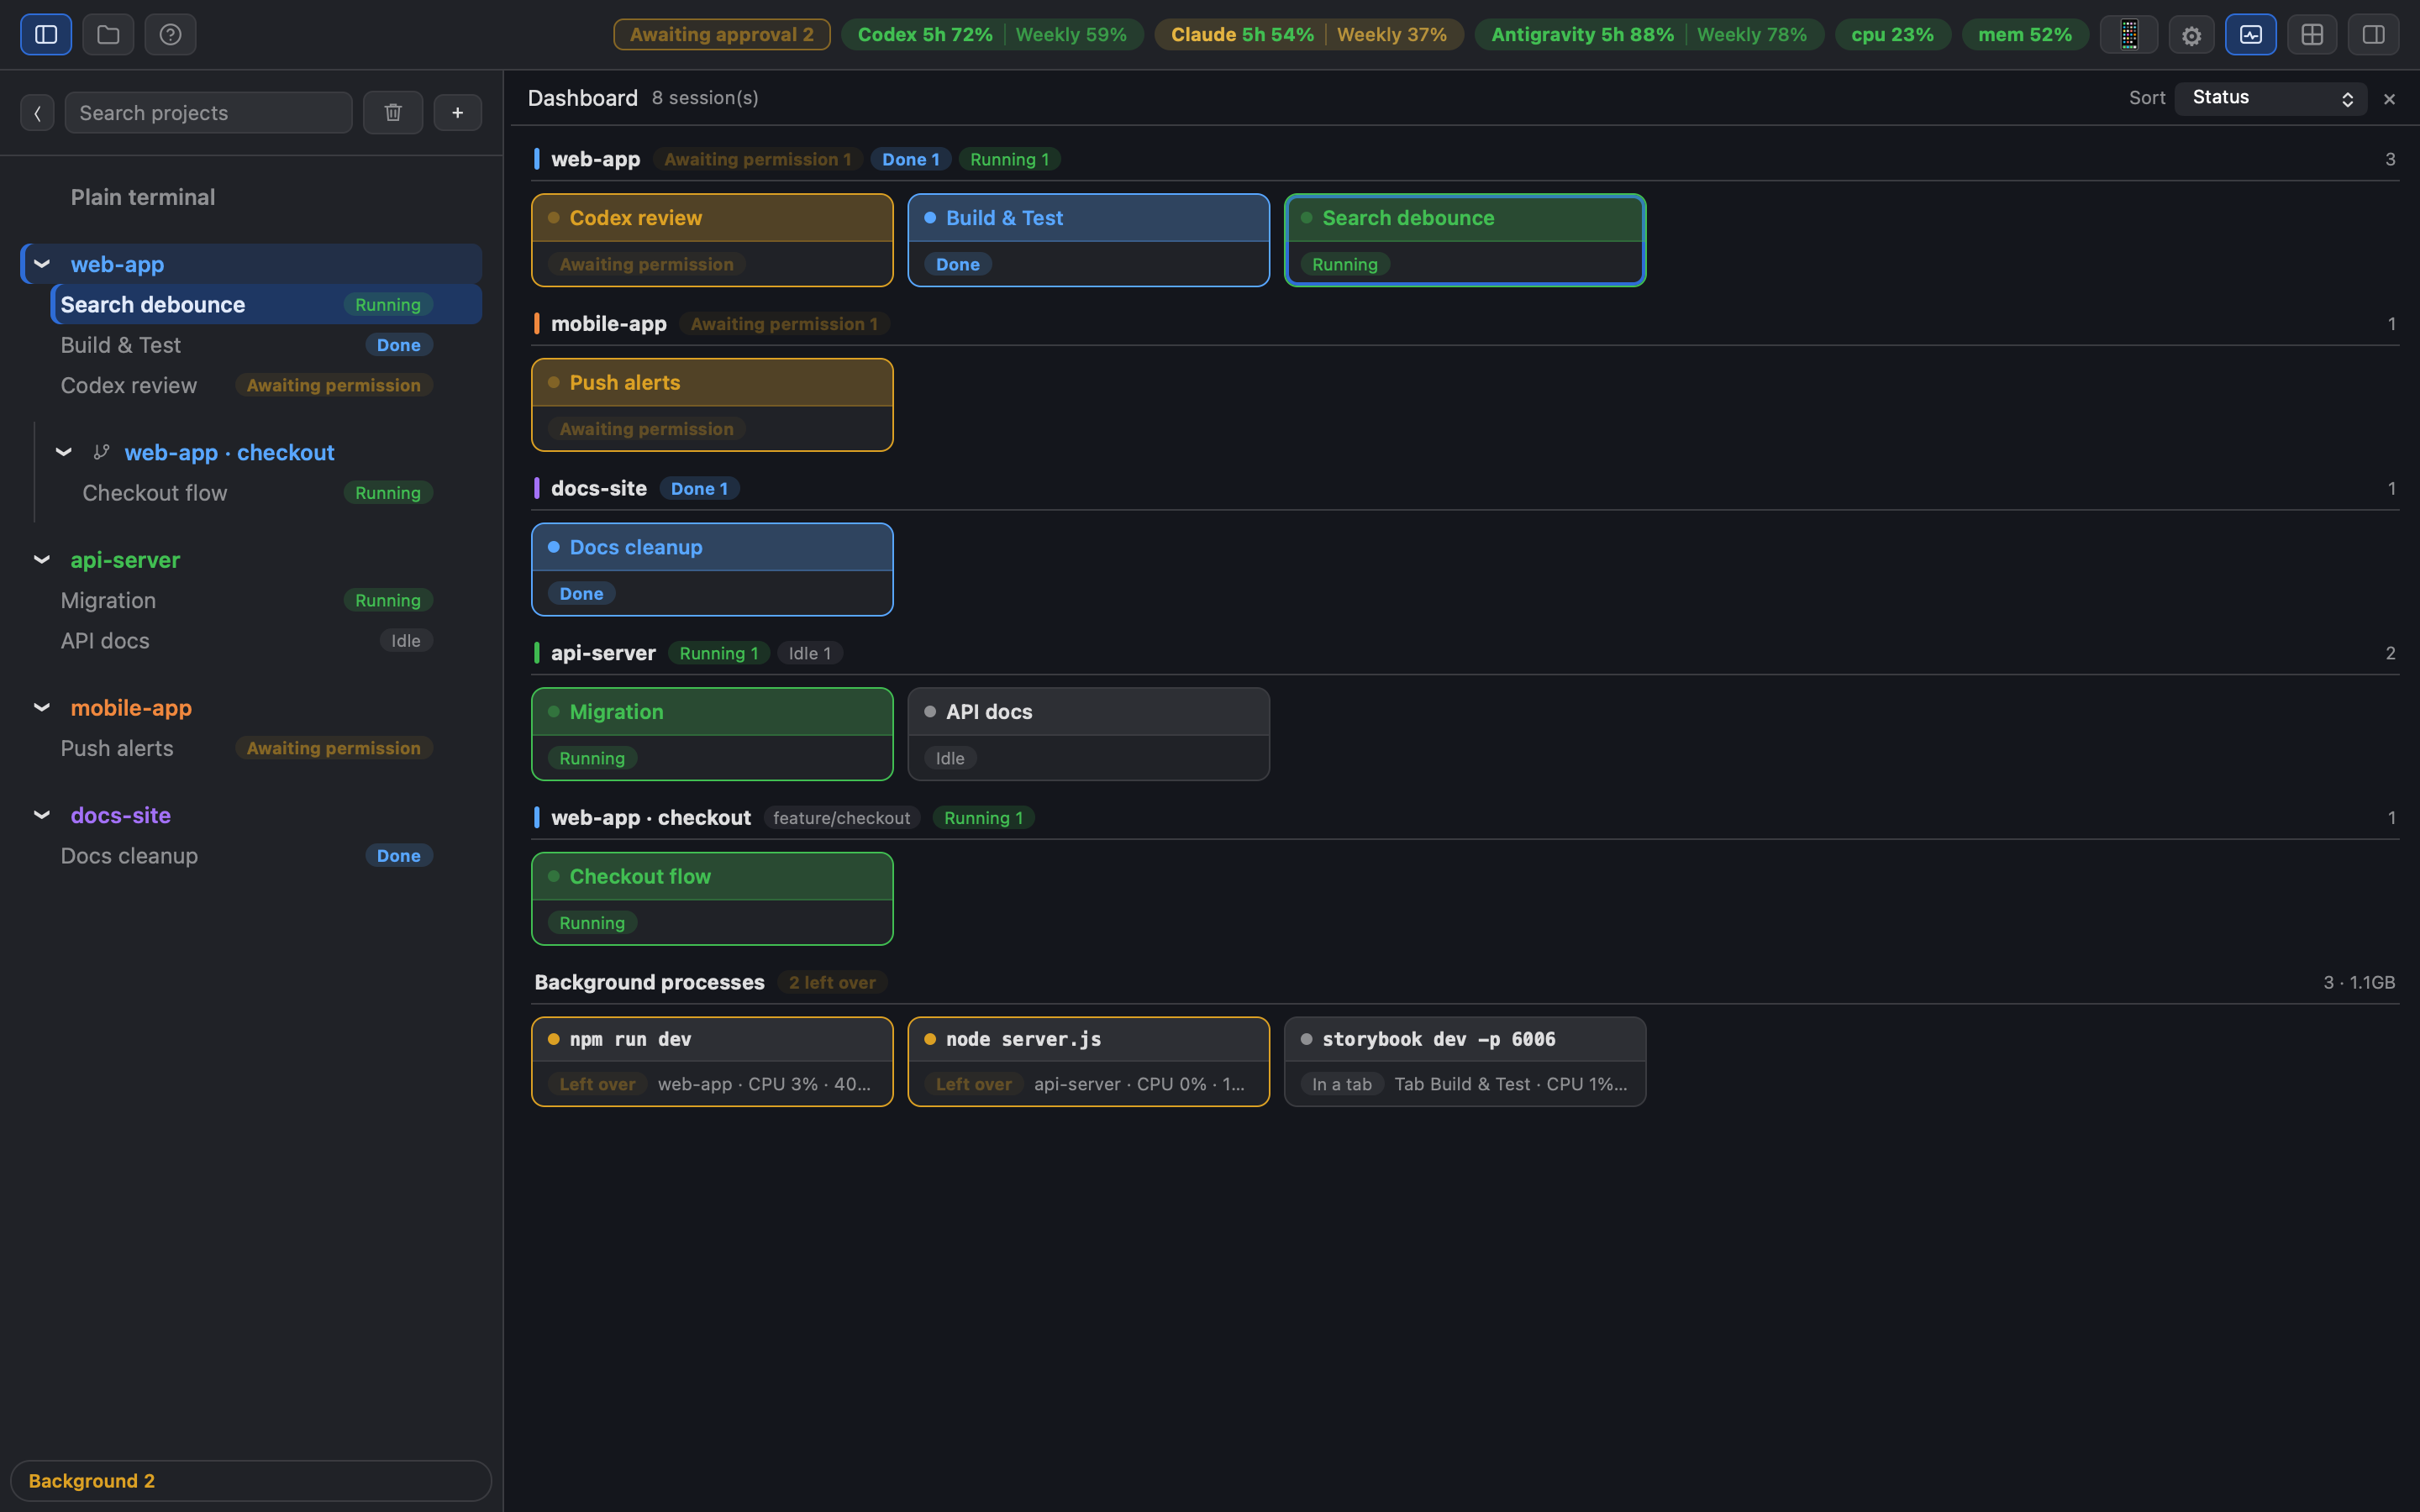 Awaiting approval 2 Codex 5h 72% Weekly 59% Claude 5h 54% Weekly 37% Antigravity 5h 88% Weekly 78% cpu 23% mem 52%
Search projects
Plain terminal
web-app
Search debounce Running
Build & Test Done
Codex review Awaiting permission
web-app · checkout
Checkout flow Running
api-server
Migration Running
API docs Idle
mobile-app
Push alerts Awaiting permission
docs-site
Docs cleanup Done
Background 2
Dashboard 8 session(s) Sort Status
web-app Awaiting permission 1 Done 1 Running 1 3
Codex review Build & Test Search debounce
Awaiting permission Done Running
mobile-app Awaiting permission 1 1
Push alerts
Awaiting permission
docs-site Done 1 1
Docs cleanup
Done
api-server Running 1 Idle 1 2
Migration API docs
Running Idle
web-app · checkout feature/checkout Running 1 1
Checkout flow
Running
Background processes 2 left over 3 · 1.1GB
npm run dev node server.js storybook dev -p 6006
Left over web-app · CPU 3% · 40... Left over api-server · CPU 0% · 1... In a tab Tab Build & Test · CPU 1%...